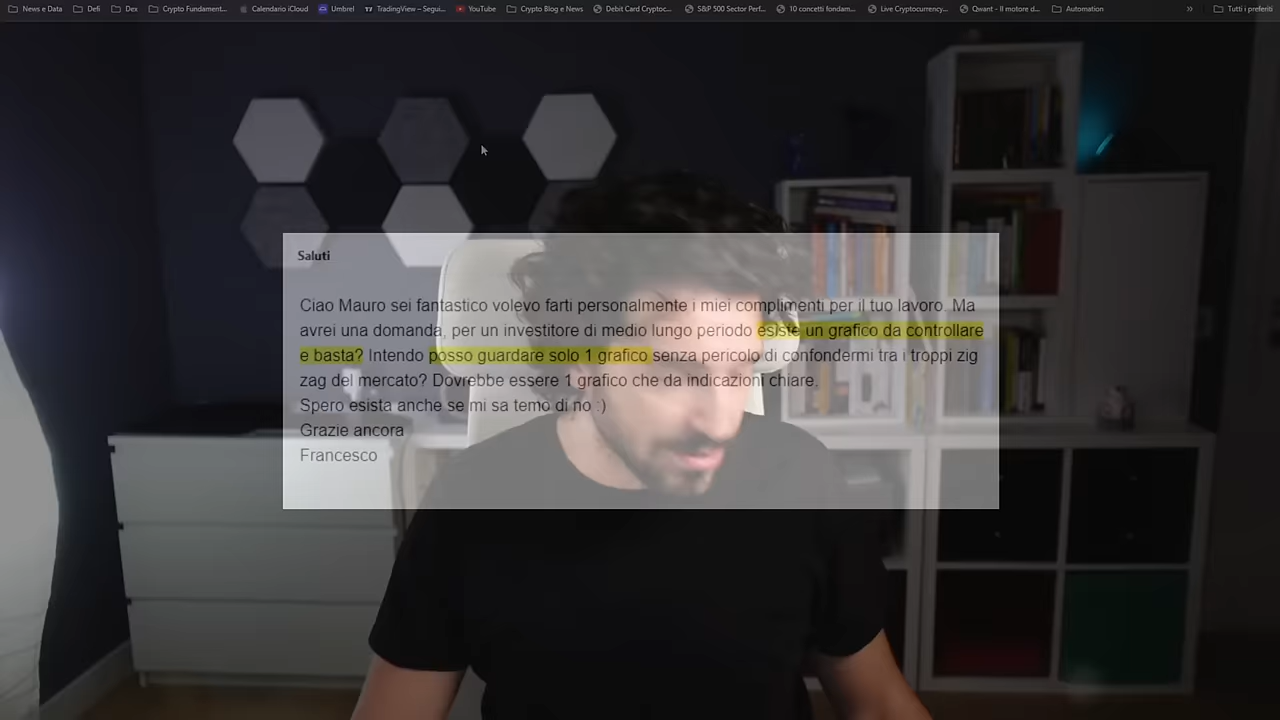 News e Data
Defi
Dex
Crypto Fundament...
Calendario iCloud
Umbrel
TradingView – Segui...
YouTube
Crypto Blog e News
Debit Card Cryptoc...
S&P 500 Sector Perf...
10 concetti fondam...
Live Cryptocurrency...
Qwant - Il motore d...
Automation
»
Tutti i preferiti
Saluti
Ciao Mauro sei fantastico volevo farti personalmente i miei complimenti per il tuo lavoro. Ma
avrei una domanda, per un investitore di medio lungo periodo esiste un grafico da controllare
e basta? Intendo posso guardare solo 1 grafico senza pericolo di confondermi tra i troppi zig
zag del mercato? Dovrebbe essere 1 grafico che da indicazioni chiare.
Spero esista anche se mi sa temo di no :)
Grazie ancora
Francesco